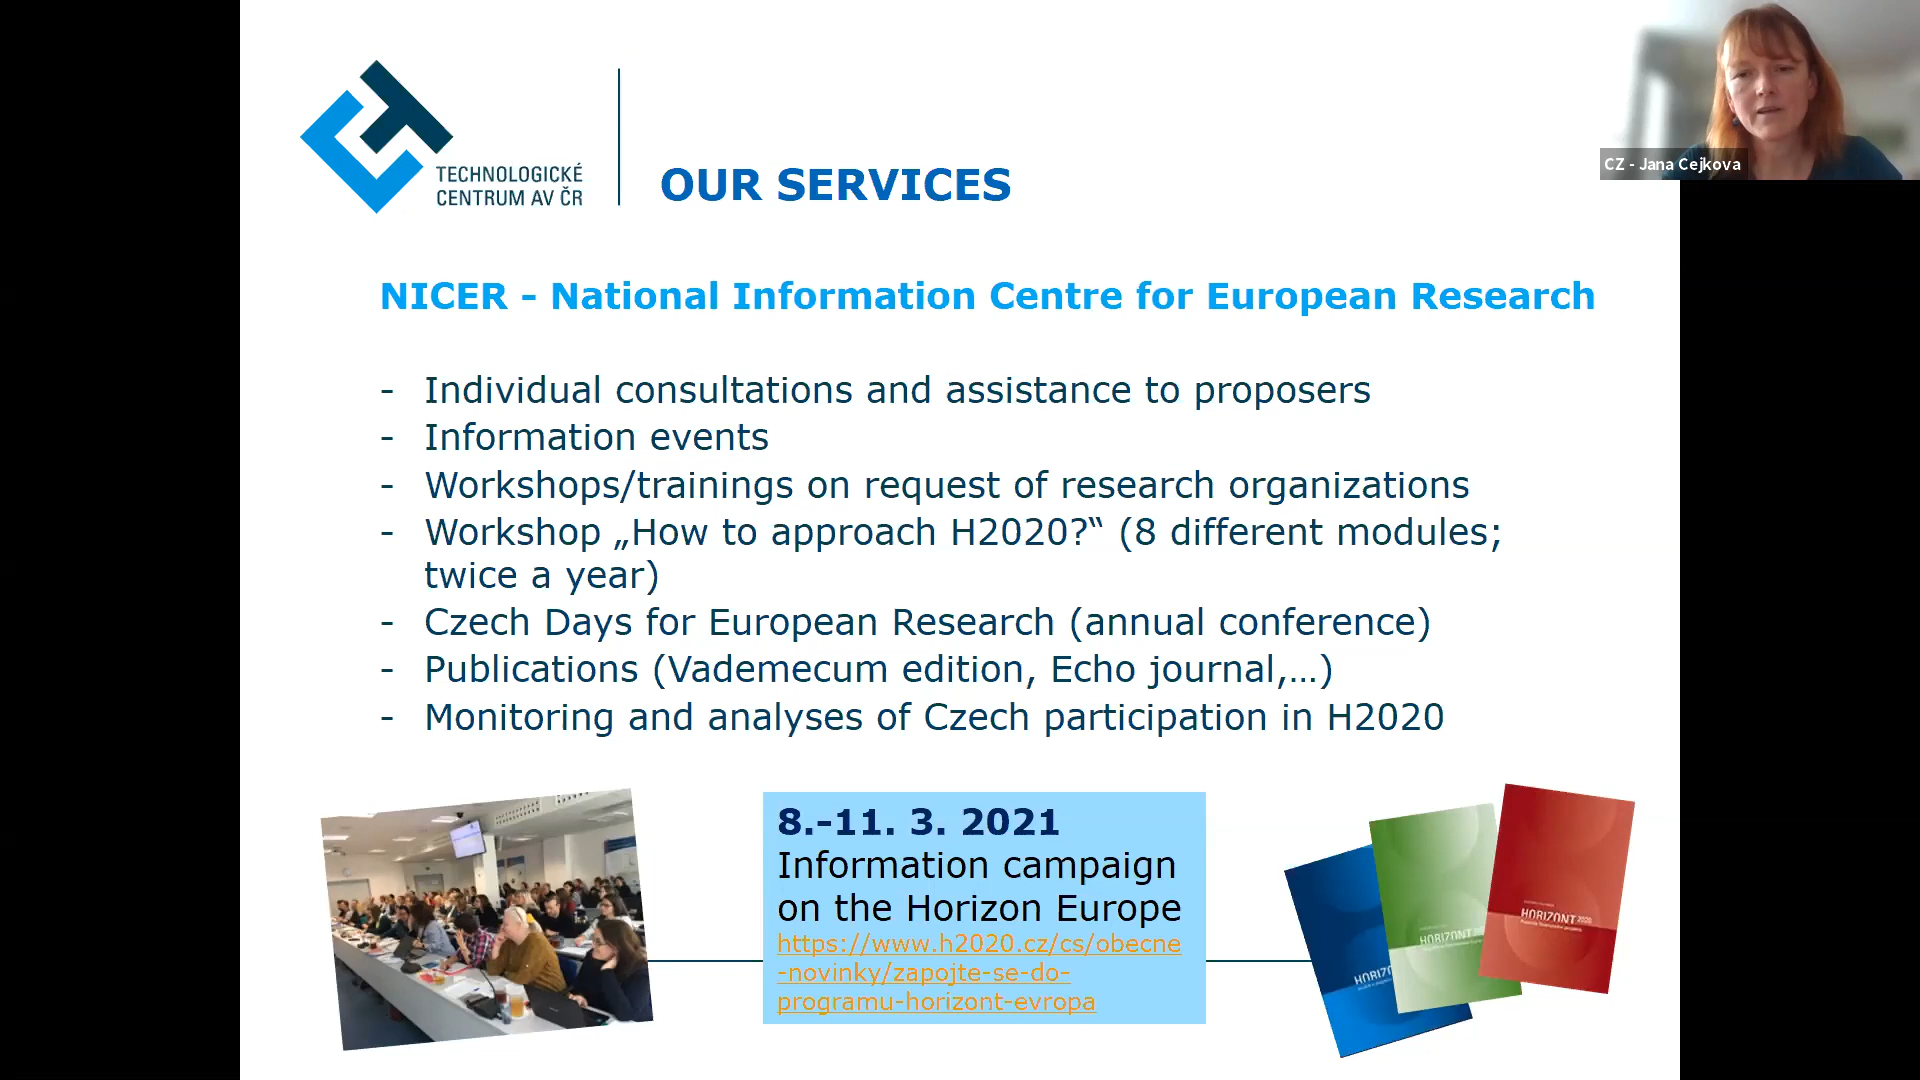 CZ - Jana Cejkova
TECHNOLOGICKÉ
CENTRUM AV ČR
OUR SERVICES
NICER - National Information Centre for European Research
- Individual consultations and assistance to proposers
- Information events
- Workshops/trainings on request of research organizations
- Workshop „How to approach H2020?“ (8 different modules;
twice a year)
- Czech Days for European Research (annual conference)
- Publications (Vademecum edition, Echo journal,…)
- Monitoring and analyses of Czech participation in H2020
8.-11. 3. 2021
Information campaign
on the Horizon Europe
https://www.h2020.cz/cs/obecne
-novinky/zapojte-se-do-
programu-horizont-evropa
HORIZONT 2020
HORIZONT
HORIZ